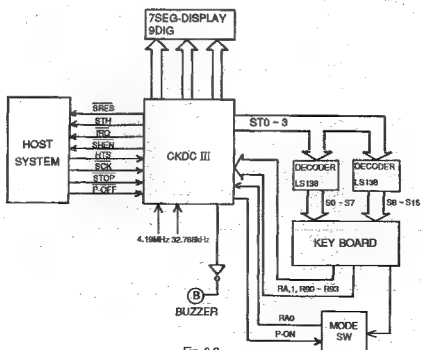 7SEG-DISPLAY
9DIG
HOST
SYSTEM
SRES
STH
IRQ
SHEN
HTS
SCK
STOP
P-OFF
CKDC III
ST0 ~ 3
DECODER
LS138
DECODER
LS138
S0 ~ S7
S8 ~ S15
KEY BOARD
4.19MHz
32.768kHz
B
BUZZER
RA,1, R90 ~ R93
RA0
P-ON
MODE
SW